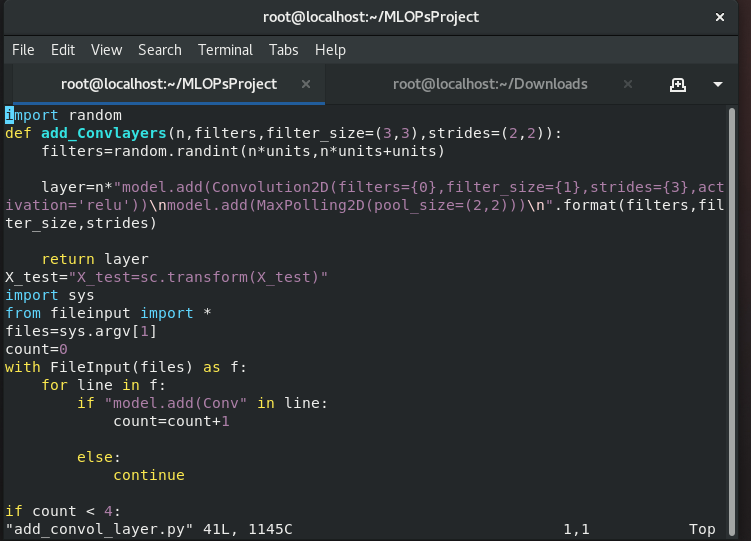 root@localhost:~/MLOPsProject ×
File Edit View Search Terminal Tabs Help
root@localhost:~/MLOPsProject × root@localhost:~/Downloads ×
import random
def add_Convlayers(n,filters,filter_size=(3,3),strides=(2,2)):
    filters=random.randint(n*units,n*units+units)
    layer=n*"model.add(Convolution2D(filters={0},filter_size={1},strides={3},act
ivation='relu'))\nmodel.add(MaxPolling2D(pool_size=(2,2)))\n".format(filters,fil
ter_size,strides)
    return layer
X_test="X_test=sc.transform(X_test)"
import sys
from fileinput import *
files=sys.argv[1]
count=0
with FileInput(files) as f:
    for line in f:
        if "model.add(Conv" in line:
            count=count+1
        else:
            continue
if count < 4:
"add_convol_layer.py" 41L, 1145C 1,1 Top